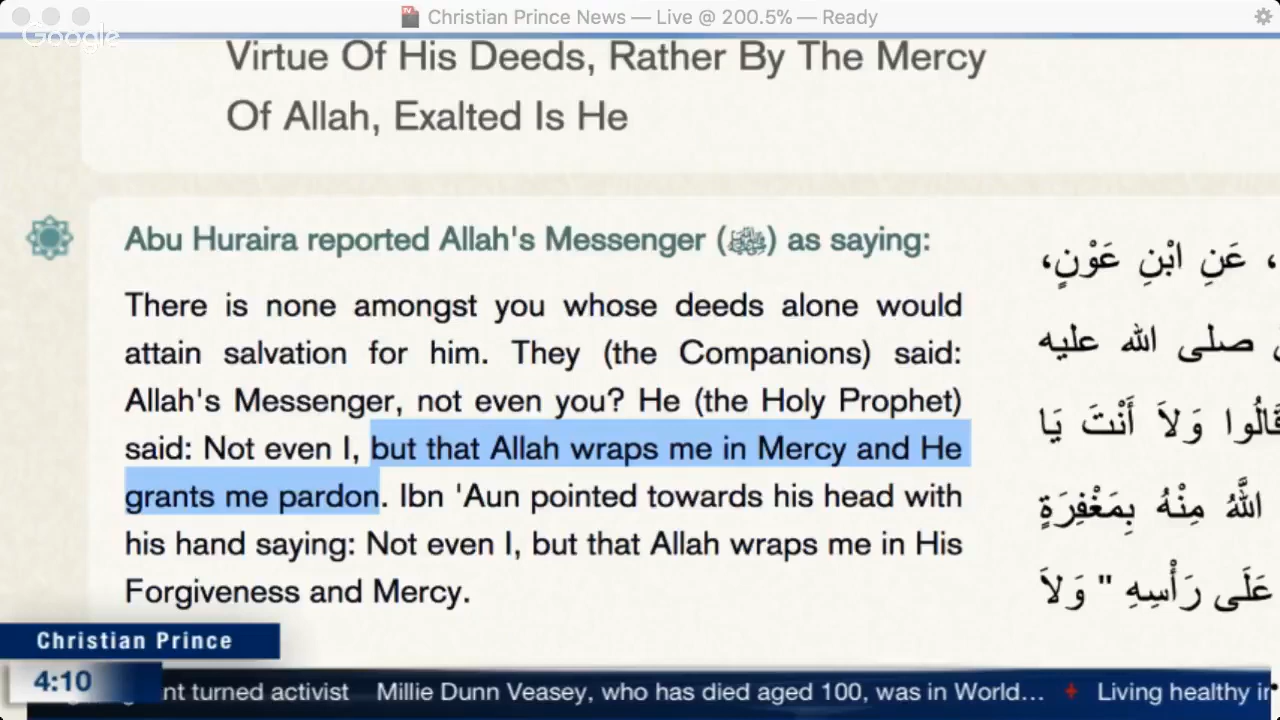 Christian Prince News — Live @ 200.5% — Ready
Google
Virtue Of His Deeds, Rather By The Mercy
Of Allah, Exalted Is He
Abu Huraira reported Allah's Messenger (ﷺ) as saying:
There is none amongst you whose deeds alone would
attain salvation for him. They (the Companions) said:
Allah's Messenger, not even you? He (the Holy Prophet)
said: Not even I, but that Allah wraps me in Mercy and He
grants me pardon. Ibn 'Aun pointed towards his head with
his hand saying: Not even I, but that Allah wraps me in His
Forgiveness and Mercy.
، عَنِ ابْنِ عَوْنٍ،
صلى الله عليه
قَالُوا وَلاَ أَنْتَ يَا
اللَّهُ مِنْهُ بِمَغْفِرَةٍ
عَلَى رَأْسِهِ " وَلاَ
Christian Prince
4:10
nt turned activist Millie Dunn Veasey, who has died aged 100, was in World... Living healthy in